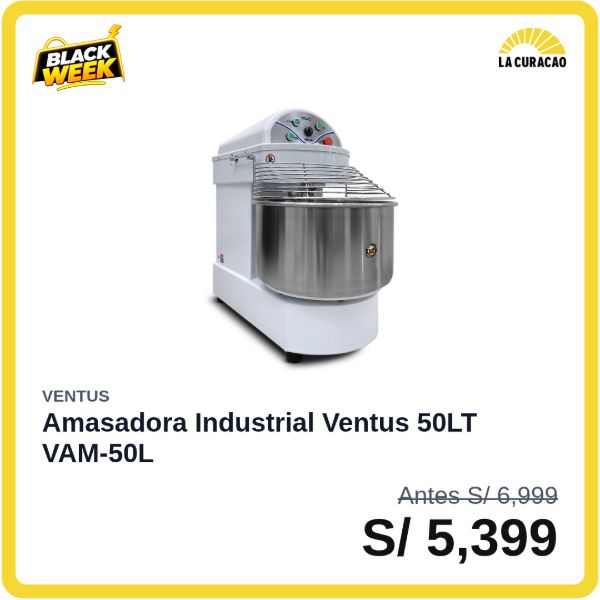 BLACK
WEEK
LA CURACAO
VENTUS
Amasadora Industrial Ventus 50LT
VAM-50L
Antes S/ 6,999
S/ 5,399